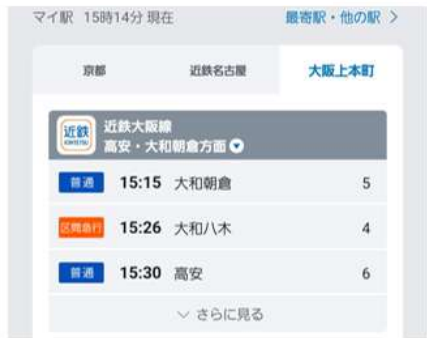 マイ駅 15時14分 現在 最寄駅・他の駅
京都 近鉄名古屋 大阪上本町
近鉄
KINTETSU
近鉄大阪線
高安・大和朝倉方面
普通 15:15 大和朝倉 5
区間急行 15:26 大和八木 4
普通 15:30 高安 6
さらに見る